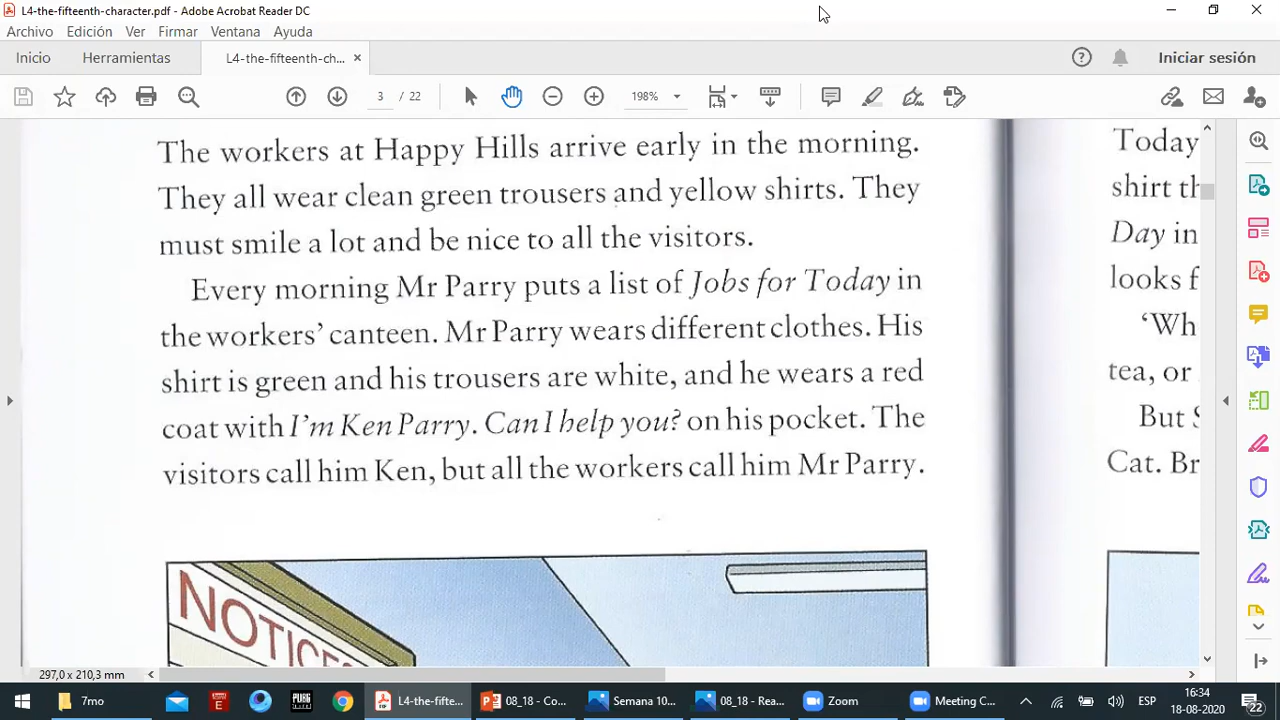 L4-the-fifteenth-character.pdf - Adobe Acrobat Reader DC
Archivo Edición Ver Firmar Ventana Ayuda
Inicio Herramientas L4-the-fifteenth-ch... ×
Iniciar sesión
3 / 22 198%
The workers at Happy Hills arrive early in the morning.
They all wear clean green trousers and yellow shirts. They
must smile a lot and be nice to all the visitors.
Every morning Mr Parry puts a list of Jobs for Today in
the workers' canteen. Mr Parry wears different clothes. His
shirt is green and his trousers are white, and he wears a red
coat with I'm Ken Parry. Can I help you? on his pocket. The
visitors call him Ken, but all the workers call him Mr Parry.
NOTICES
Today
shirt th
Day in
looks f
‘Wh
tea, or
But S
Cat. Br
297,0 x 210,3 mm
7mo L4-the-fifte... 08_18 - Co... Semana 10... 08_18 - Rea... Zoom Meeting C... ESP 16:34
18-08-2020 22